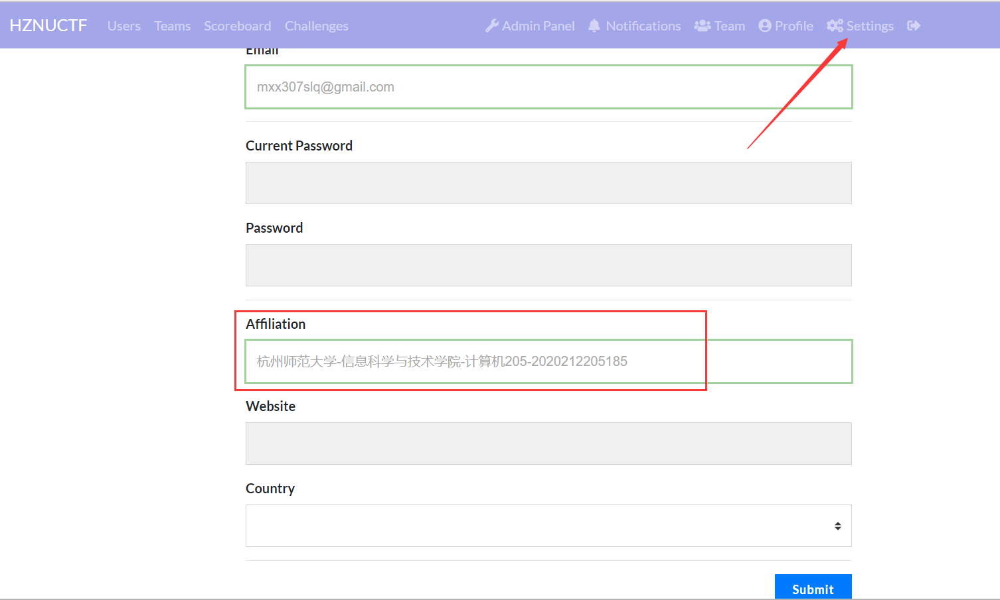 HZNUCTF Users Teams Scoreboard Challenges Admin Panel Notifications Team Profile Settings
Email
mxx307slq@gmail.com
Current Password
Password
Affiliation
杭州师范大学-信息科学与技术学院-计算机205-2020212205185
Website
Country
Submit